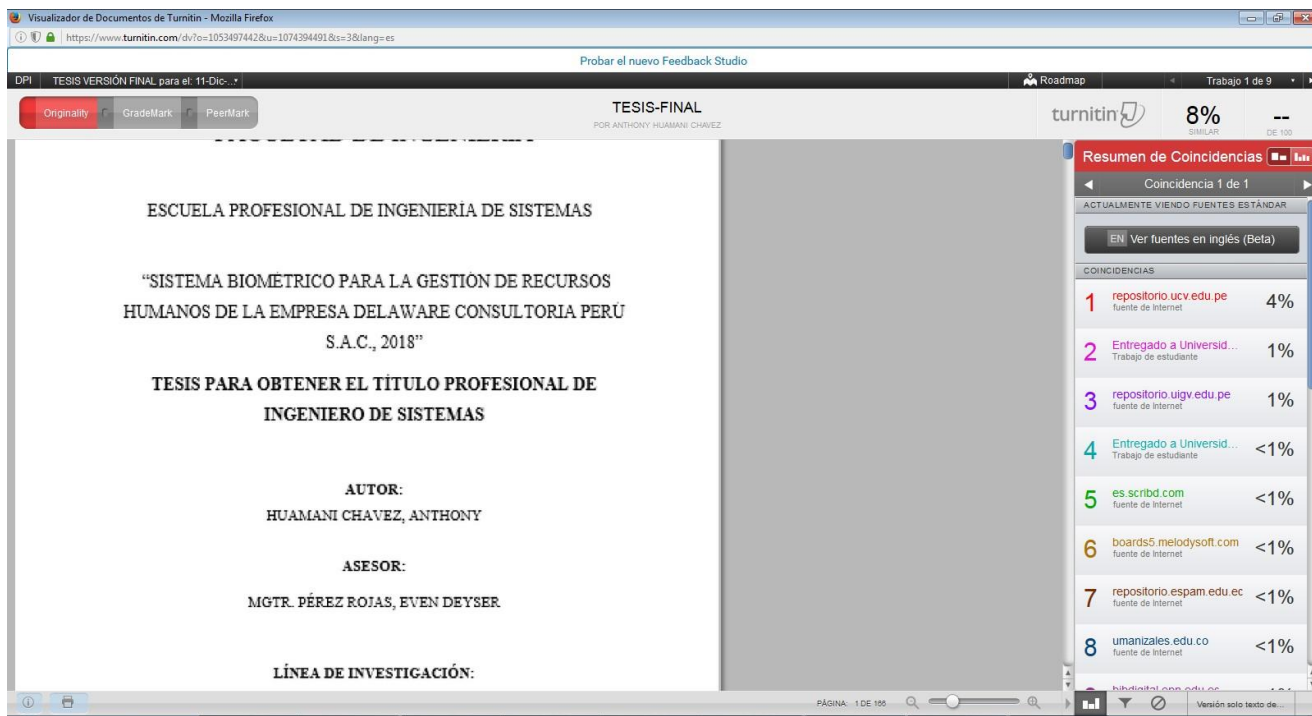 Visualizador de Documentos de Turnitin - Mozilla Firefox
https://www.turnitin.com/dv?o=1053497442&u=1074394491&s=3&lang=es
Probar el nuevo Feedback Studio
DPI TESIS VERSIÓN FINAL para el: 11-Dic-...
Roadmap
Trabajo 1 de 9
Originality
GradeMark
PeerMark
TESIS-FINAL
POR ANTHONY HUAMANI CHAVEZ
turnitin
8%
SIMILAR
--
DE 100
FACULTAD DE INGENIERÍA
ESCUELA PROFESIONAL DE INGENIERÍA DE SISTEMAS
“SISTEMA BIOMÉTRICO PARA LA GESTIÓN DE RECURSOS
HUMANOS DE LA EMPRESA DELAWARE CONSULTORIA PERÚ
S.A.C., 2018”
TESIS PARA OBTENER EL TÍTULO PROFESIONAL DE
INGENIERO DE SISTEMAS
AUTOR:
HUAMANI CHAVEZ, ANTHONY
ASESOR:
MGTR. PÉREZ ROJAS, EVEN DEYSER
LÍNEA DE INVESTIGACIÓN:
Resumen de Coincidencias
Coincidencia 1 de 1
ACTUALMENTE VIENDO FUENTES ESTÁNDAR
EN Ver fuentes en inglés (Beta)
COINCIDENCIAS
1 repositorio.ucv.edu.pe 4%
fuente de Internet
2 Entregado a Universid... 1%
Trabajo de estudiante
3 repositorio.uigv.edu.pe 1%
fuente de Internet
4 Entregado a Universid... <1%
Trabajo de estudiante
5 es.scribd.com <1%
fuente de Internet
6 boards5.melodysoft.com <1%
fuente de Internet
7 repositorio.espam.edu.ec <1%
fuente de Internet
8 umanizales.edu.co <1%
fuente de Internet
PÁGINA: 1 DE 166
Versión solo texto de...